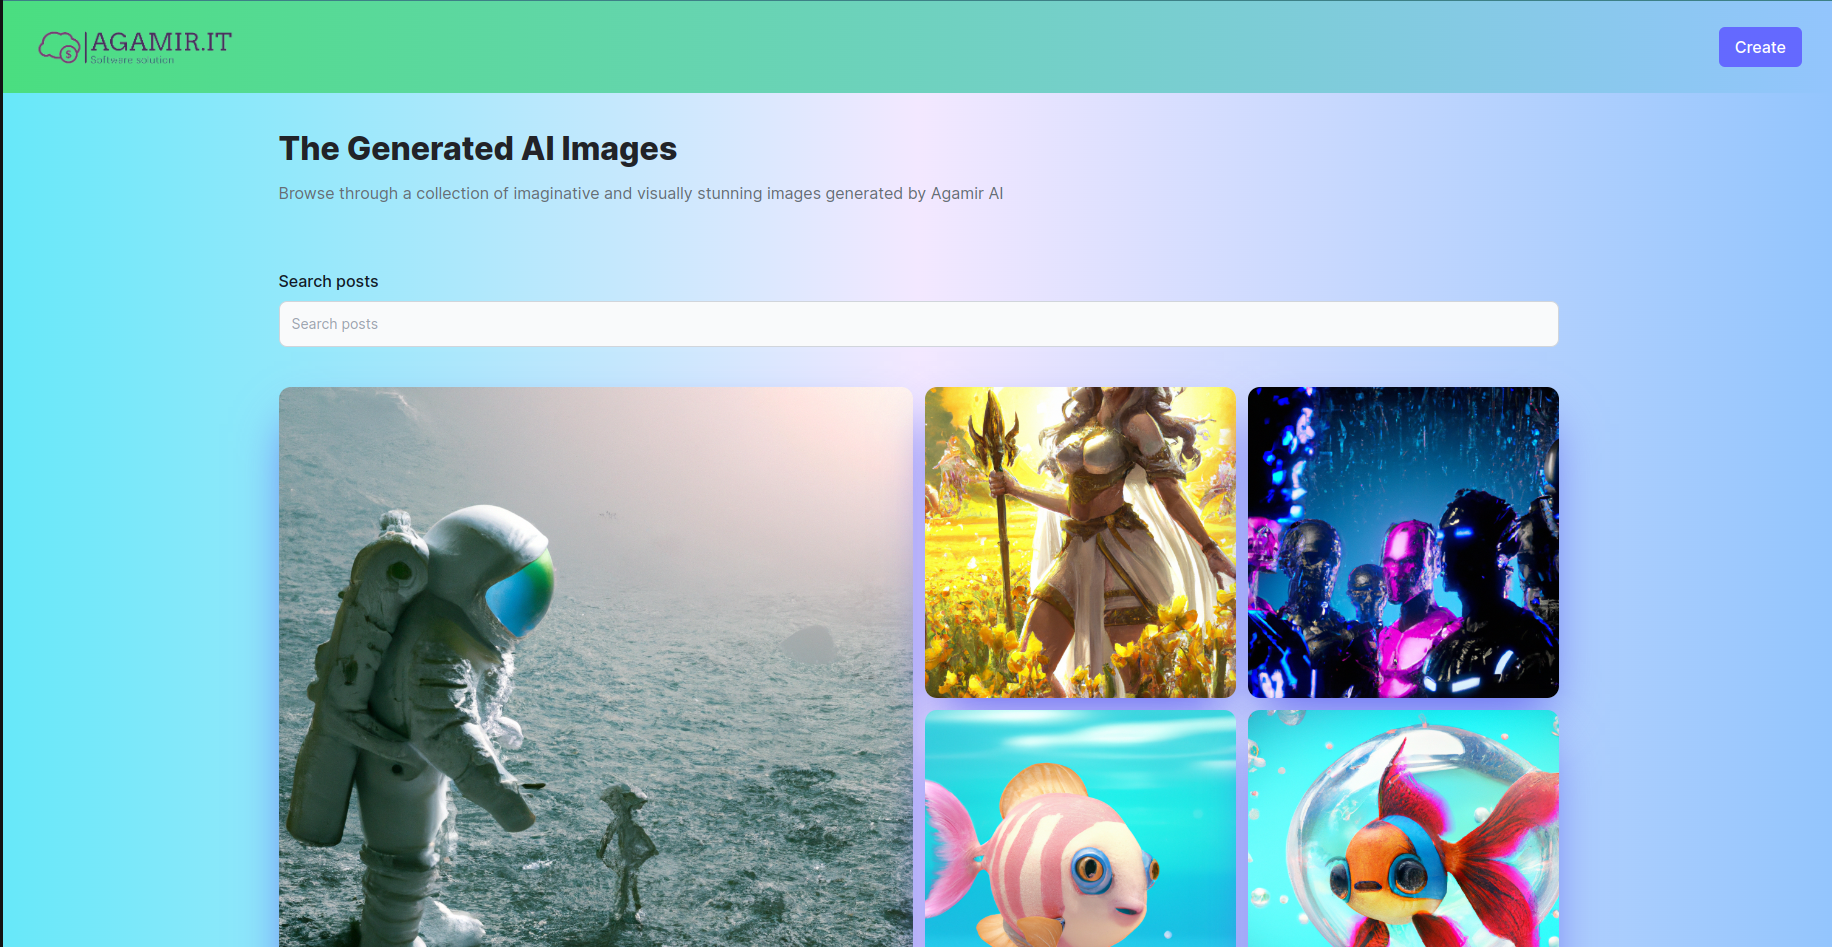 AGAMIR.IT
Software solution
Create
The Generated AI Images
Browse through a collection of imaginative and visually stunning images generated by Agamir AI
Search posts
Search posts